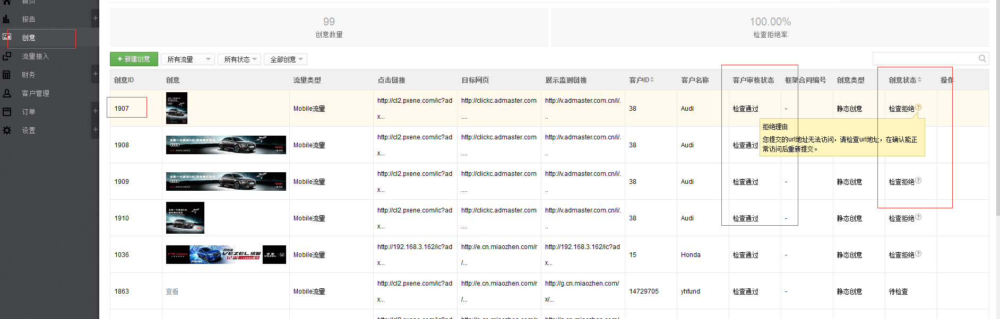 首页
报告
创意
流量接入
财务
客户管理
订单
设置
99
创意数量
100.00%
检查拒绝率
+ 新建创意
所有流量
所有状态
全部创意
创意ID 创意 流量类型 点击链接 目标网页 展示监测链接 客户ID 客户名称 客户审核状态 框架合同编号 创意类型 创意状态 操作
1907 Mobile流量 http://cl2.pxene.com/ic?adx... http://clickc.admaster.com.... http://v.admaster.com.cn/i/... 38 Audi 检查通过 - 静态创意 检查拒绝?
拒绝理由
您提交的url地址无法访问，请检查url地址，在确认能正
常访问后重新提交。
1908 Mobile流量 http://cl2.pxene.com/ic?adx... http://clickc.admaster.com.... http://v.admaster.com.cn/i/... 38 Audi 检查通过
1909 Mobile流量 http://cl2.pxene.com/ic?adx... http://clickc.admaster.com.... http://v.admaster.com.cn/i/... 38 Audi 检查通过 - 静态创意 检查拒绝?
1910 Mobile流量 http://cl2.pxene.com/ic?adx... http://clickc.admaster.com.... http://v.admaster.com.cn/i/... 38 Audi 检查通过 - 静态创意 检查拒绝?
1036 VEZEL 缤智 Mobile流量 http://192.168.3.162/ic?adx... http://e.cn.miaozhen.com/r/... http://192.168.3.162/ic?adx... 15 Honda 检查通过 - 静态创意 检查拒绝?
1863 查看 Mobile流量 http://cl2.pxene.com/ic?adx... http://e.cn.miaozhen.com/r/... http://g.cn.miaozhen.com/x/... 14729705 yhfund 检查通过 - 静态创意 待检查